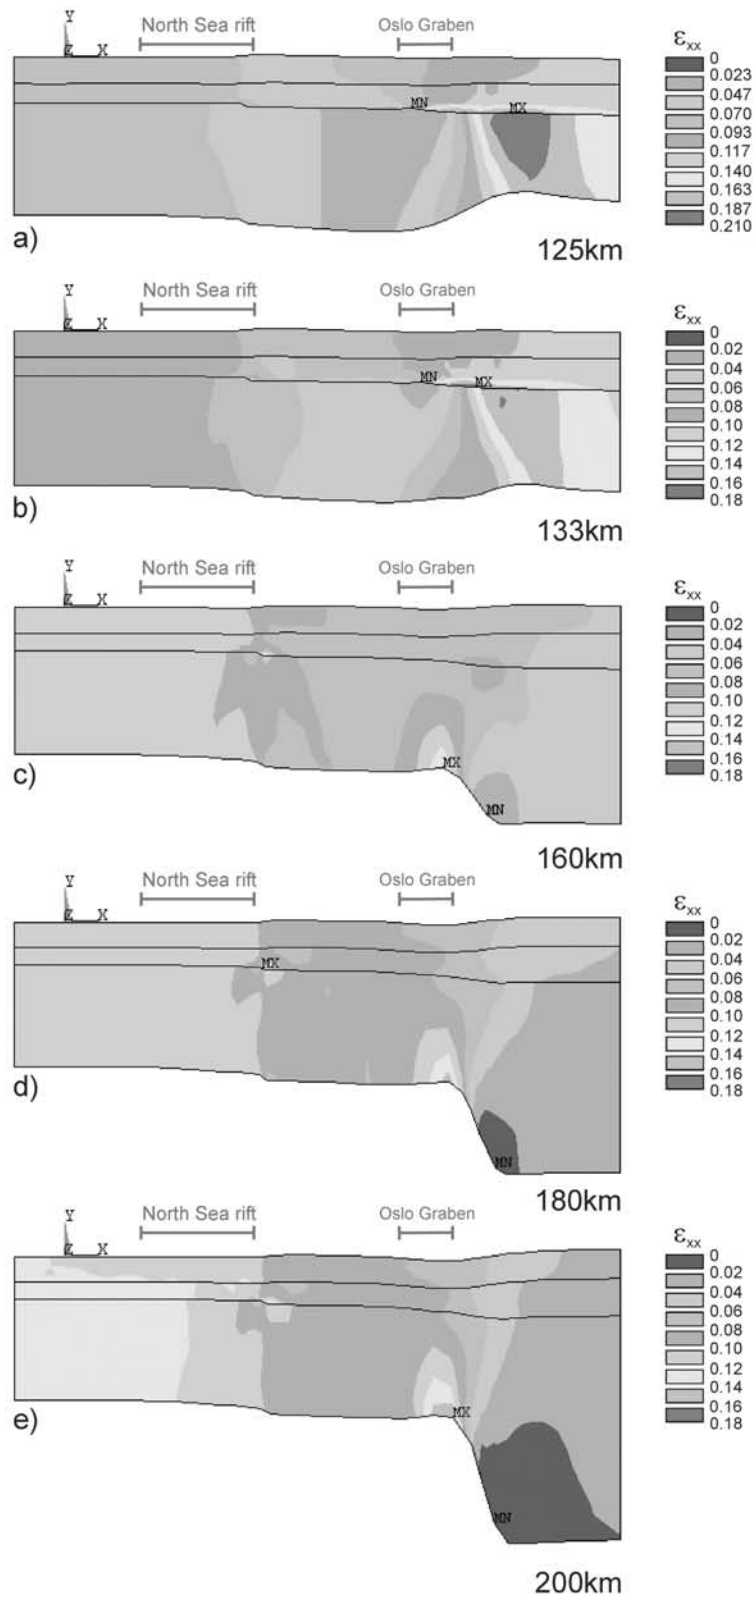 Y
Z X
North Sea rift
Oslo Graben
MN
MX
εxx
0
0.023
0.047
0.070
0.093
0.117
0.140
0.163
0.187
0.210
a)
125km
Y
Z X
North Sea rift
Oslo Graben
MN
MX
εxx
0
0.02
0.04
0.06
0.08
0.10
0.12
0.14
0.16
0.18
b)
133km
Y
Z X
North Sea rift
Oslo Graben
MX
MN
εxx
0
0.02
0.04
0.06
0.08
0.10
0.12
0.14
0.16
0.18
c)
160km
Y
Z X
North Sea rift
Oslo Graben
MX
MN
εxx
0
0.02
0.04
0.06
0.08
0.10
0.12
0.14
0.16
0.18
d)
180km
Y
Z X
North Sea rift
Oslo Graben
MX
MN
εxx
0
0.02
0.04
0.06
0.08
0.10
0.12
0.14
0.16
0.18
e)
200km